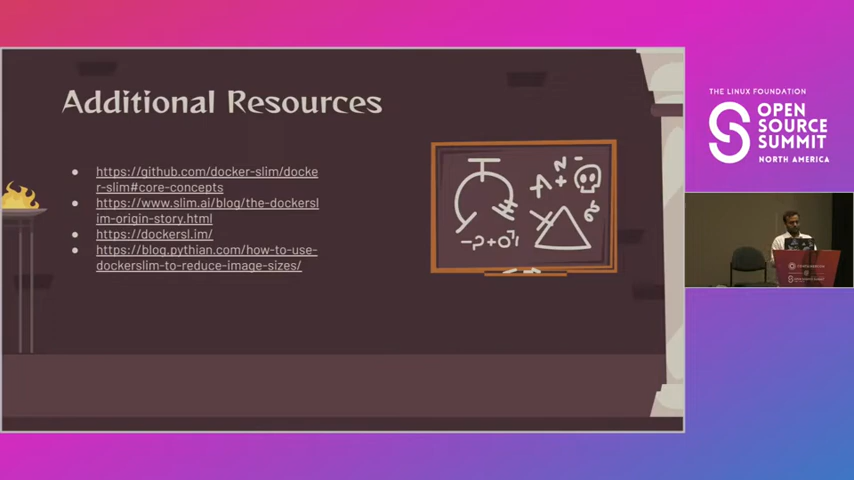 Additional Resources
https://github.com/docker-slim/docke
r-slim#core-concepts
https://www.slim.ai/blog/the-dockersl
im-origin-story.html
https://dockersl.im/
https://blog.pythian.com/how-to-use-
dockerslim-to-reduce-image-sizes/
THE LINUX FOUNDATION
OPEN
SOURCE
SUMMIT
NORTH AMERICA